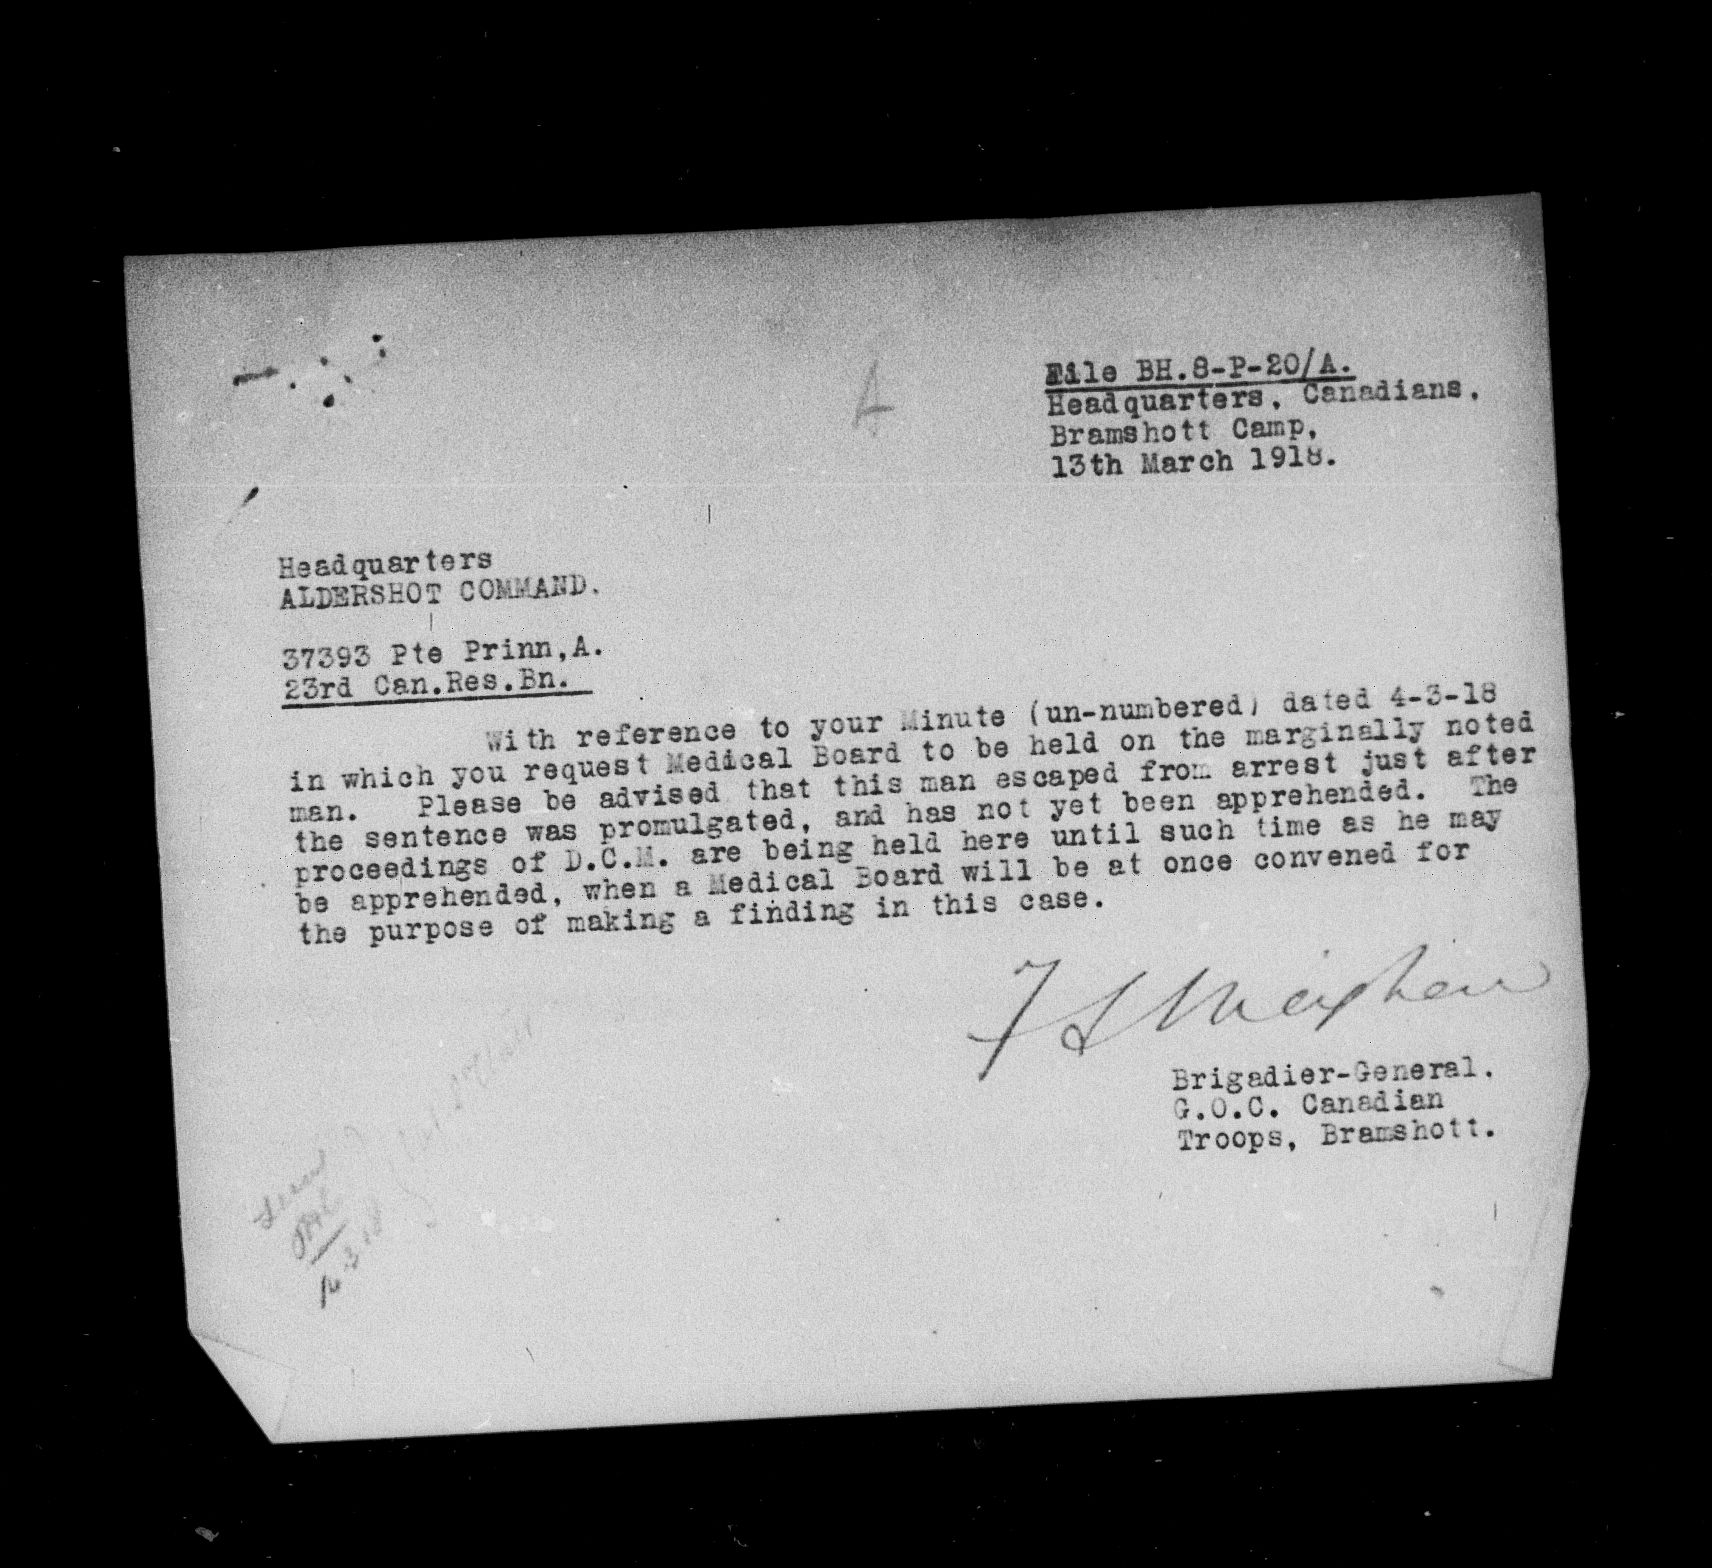 A
File BH.8-P-20/A.
Headquarters, Canadians,
Bramshott Camp,
13th March 1918.
Headquarters
ALDERSHOT COMMAND.
37393 Pte Prinn,A.
23rd Can.Res.Bn.
With reference to your Minute (un-numbered) dated 4-3-18
in which you request Medical Board to be held on the marginally noted
man. Please be advised that this man escaped from arrest just after
the sentence was promulgated, and has not yet been apprehended. The
proceedings of D.C.M. are being held here until such time as he may
be apprehended, when a Medical Board will be at once convened for
the purpose of making a finding in this case.
F S Meighen
Brigadier-General.
G.O.C. Canadian
Troops, Bramshott.